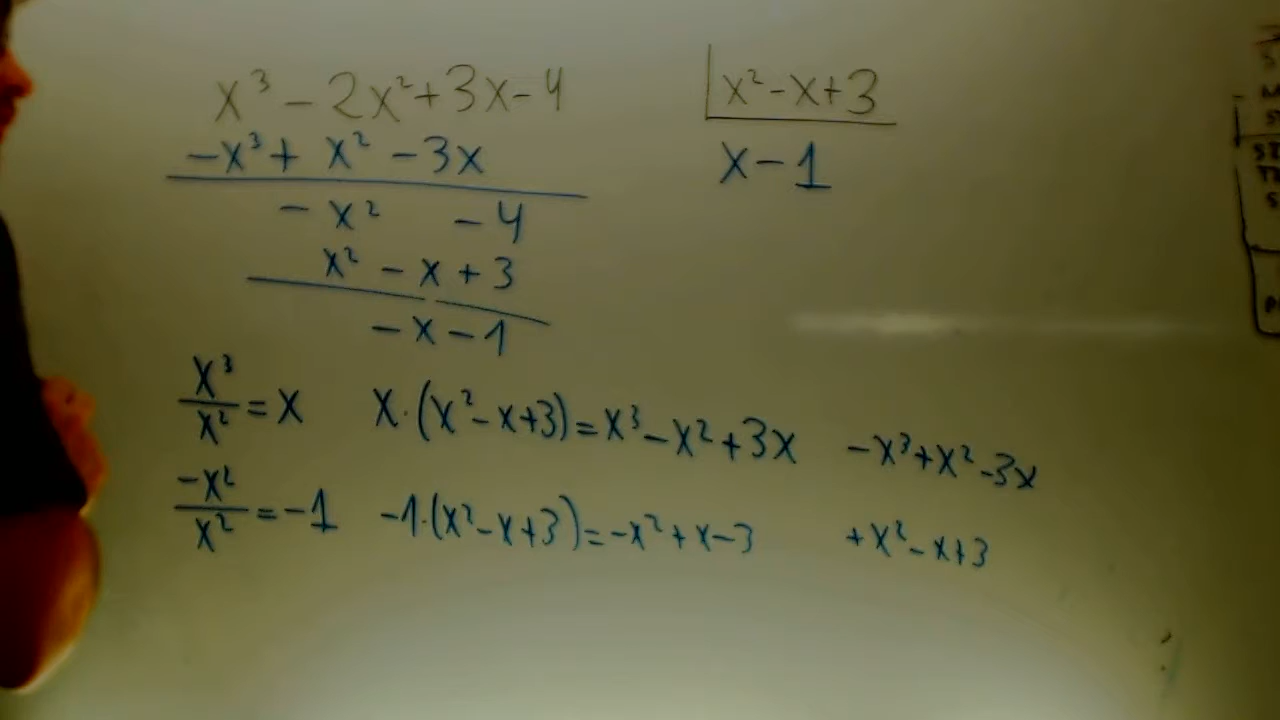 x³ - 2x² + 3x - 4 x² - x + 3
-x³ + x² - 3x x - 1
-x² - 4
x² - x + 3
-x - 1
x³/x² = x x·(x² - x + 3) = x³ - x² + 3x -x³ + x² - 3x
-x²/x² = -1 -1·(x² - x + 3) = -x² + x - 3 + x² - x + 3